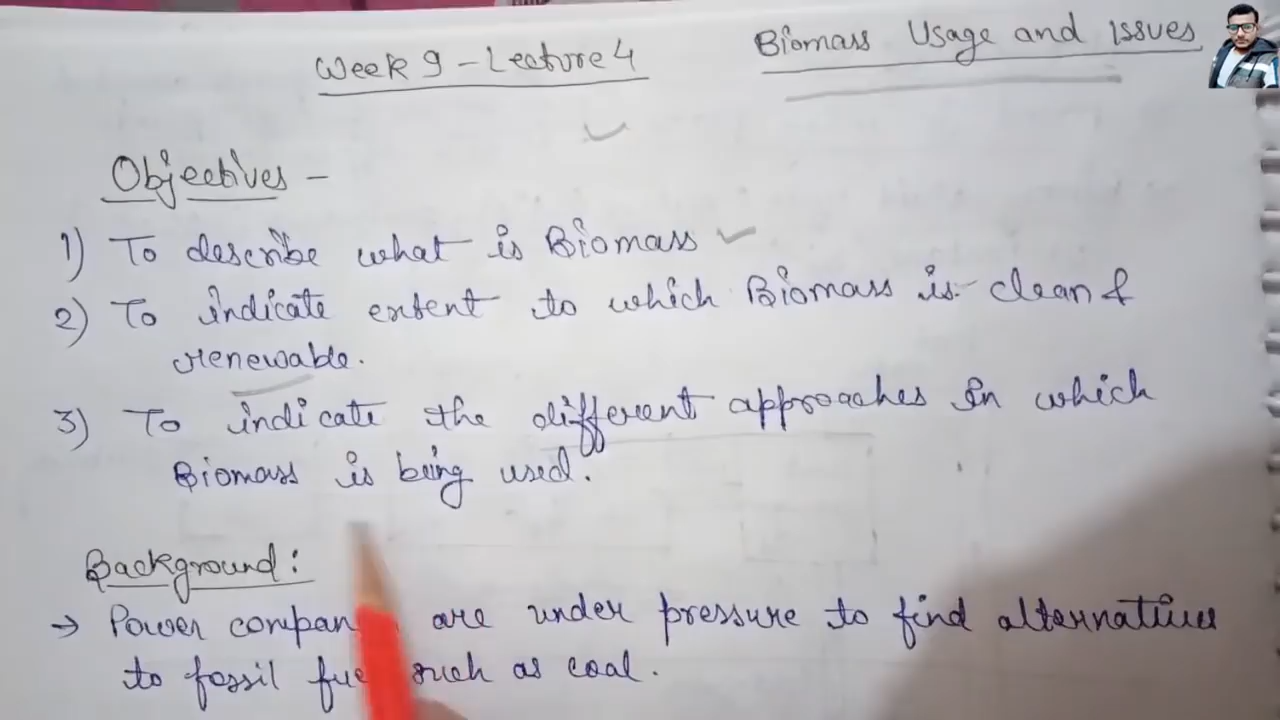 Week 9 - Lecture 4
Biomass Usage and Issues
Objectives -
1) To describe what is Biomass
2) To indicate extent to which Biomass is clean &
renewable.
3) To indicate the different approaches in which
Biomass is being used.
Background:
→ Power compan are under pressure to find alternatives
to fossil fue such as coal.